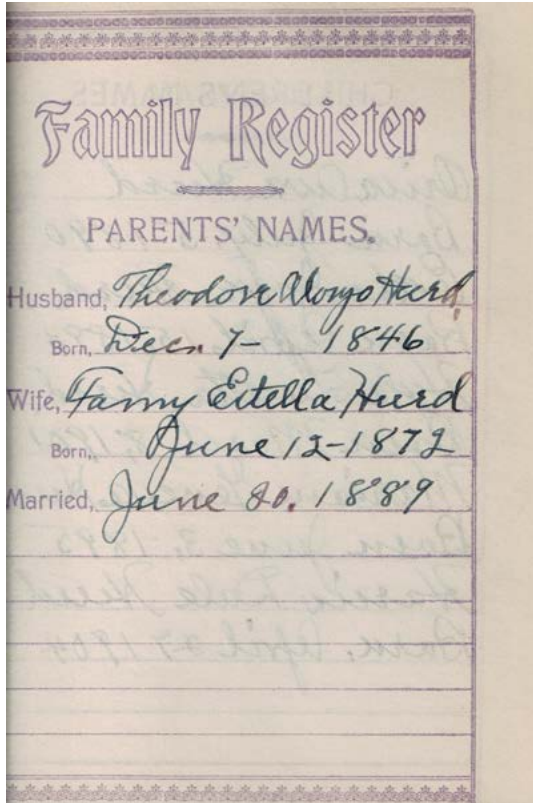 Family Register
PARENTS' NAMES.
Husband, Theodore Alonzo Hurd
Born, Dec. 7- 1846
Wife, Fanny Estella Hurd
Born, June 12-1872
Married, June 20. 1889